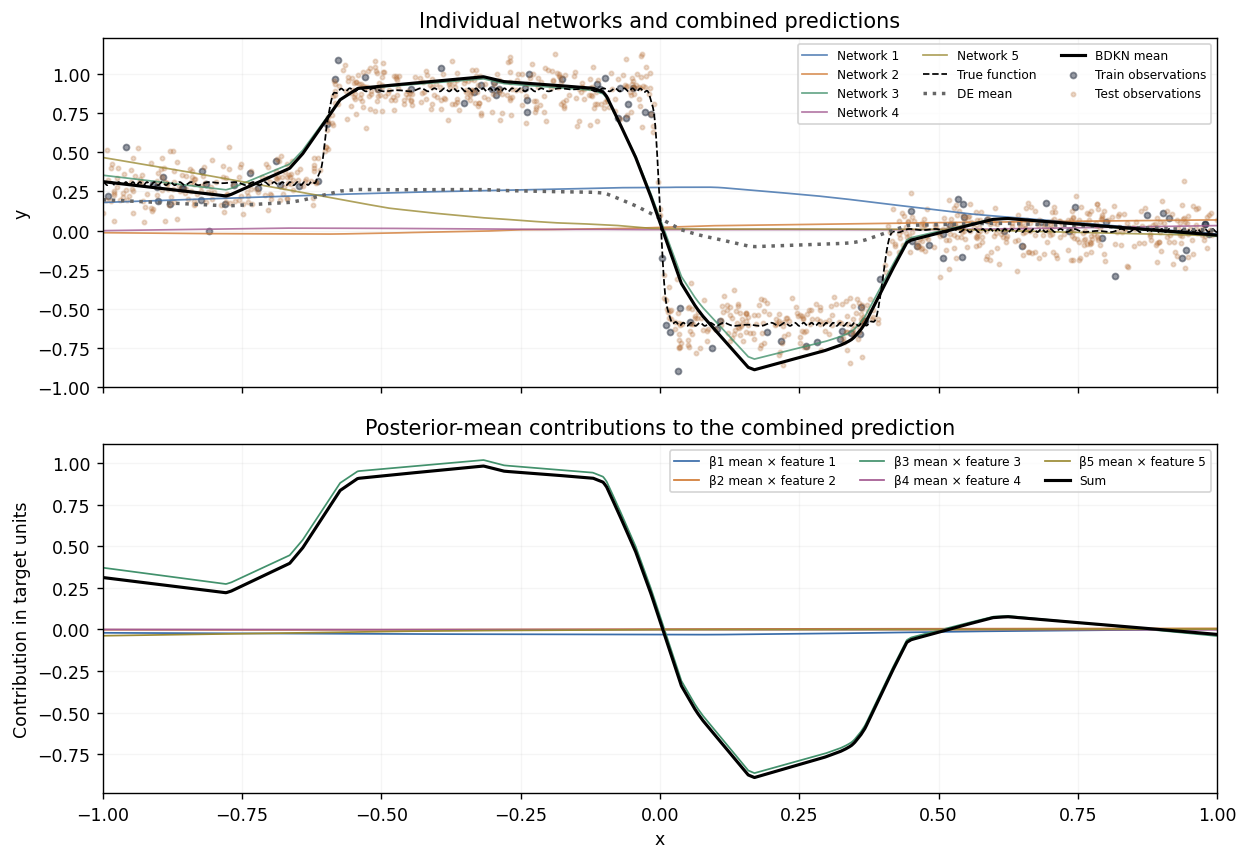 Individual networks and combined predictions
Network 1
Network 2
Network 3
Network 4
Network 5
True function
DE mean
BDKN mean
Train observations
Test observations
1.00
0.75
0.50
0.25
0.00
−0.25
−0.50
−0.75
−1.00
y
Posterior-mean contributions to the combined prediction
β1 mean × feature 1
β2 mean × feature 2
β3 mean × feature 3
β4 mean × feature 4
β5 mean × feature 5
Sum
1.00
0.75
0.50
0.25
0.00
−0.25
−0.50
−0.75
Contribution in target units
−1.00 −0.75 −0.50 −0.25 0.00 0.25 0.50 0.75 1.00
x